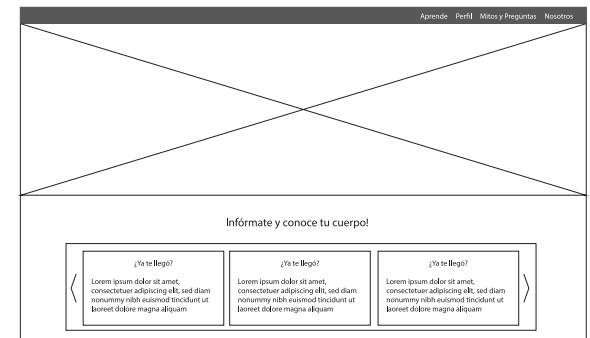 Aprende Perfil Mitos y Preguntas Nosotros
Infórmate y conoce tu cuerpo!
¿Ya te llegó?
Lorem ipsum dolor sit amet,
consectetuer adipiscing elit, sed diam
nonummy nibh euismod tincidunt ut
laoreet dolore magna aliquam
¿Ya te llegó?
Lorem ipsum dolor sit amet,
consectetuer adipiscing elit, sed diam
nonummy nibh euismod tincidunt ut
laoreet dolore magna aliquam
¿Ya te llegó?
Lorem ipsum dolor sit amet,
consectetuer adipiscing elit, sed diam
nonummy nibh euismod tincidunt ut
laoreet dolore magna aliquam